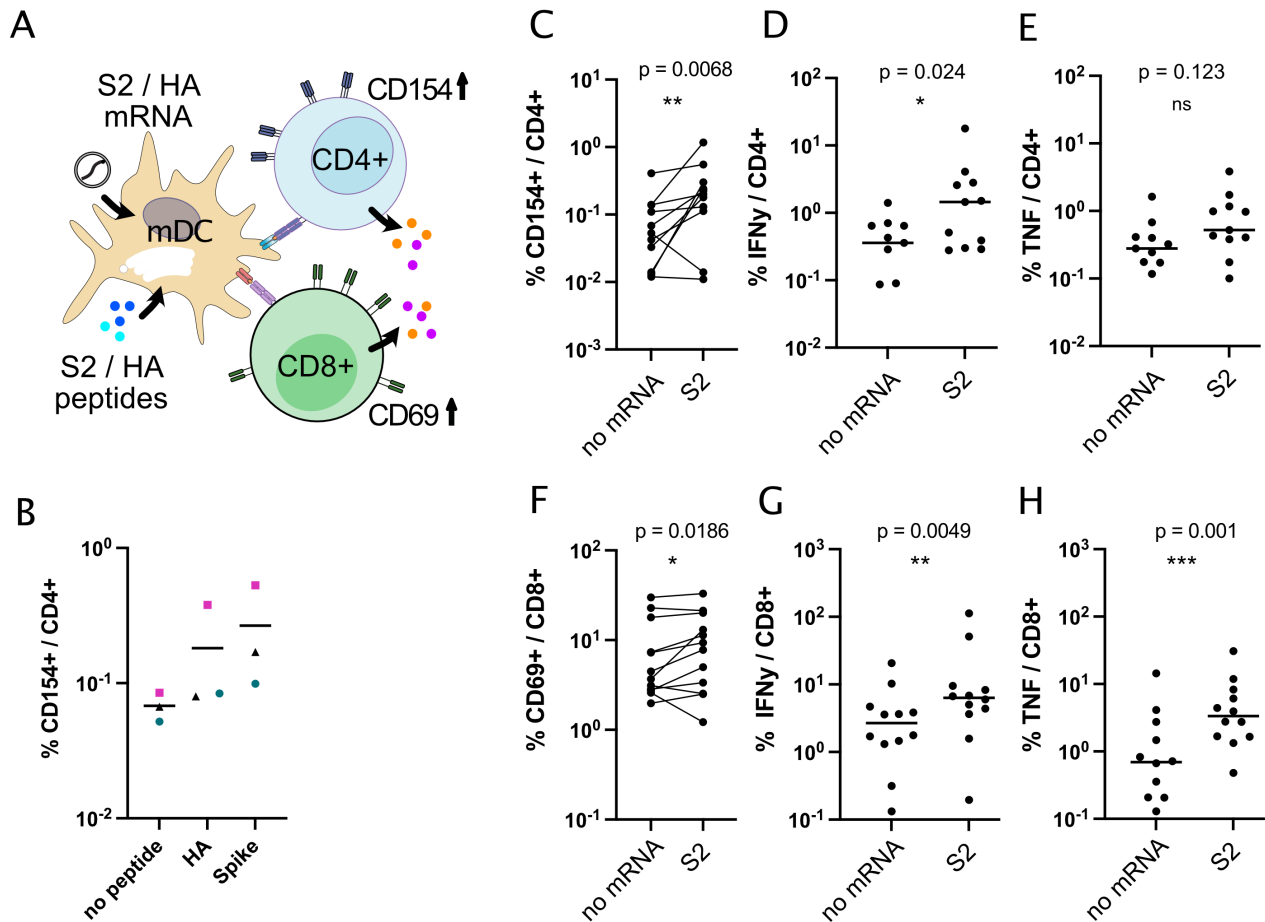 A
S2 / HA
mRNA
CD154
CD4+
mDC
CD8+
S2 / HA
peptides
CD69
B
% CD154+ / CD4+
10^0
10^-1
10^-2
no peptide
HA
Spike
C
p = 0.0068
**
% CD154+ / CD4+
10^1
10^0
10^-1
10^-2
10^-3
no mRNA
S2
D
p = 0.024
*
% IFNy / CD4+
10^2
10^1
10^0
10^-1
10^-2
no mRNA
S2
E
p = 0.123
ns
% TNF / CD4+
10^2
10^1
10^0
10^-1
10^-2
no mRNA
S2
F
p = 0.0186
*
% CD69+ / CD8+
10^2
10^1
10^0
10^-1
no mRNA
S2
G
p = 0.0049
**
% IFNy / CD8+
10^3
10^2
10^1
10^0
10^-1
no mRNA
S2
H
p = 0.001
***
% TNF / CD8+
10^3
10^2
10^1
10^0
10^-1
no mRNA
S2